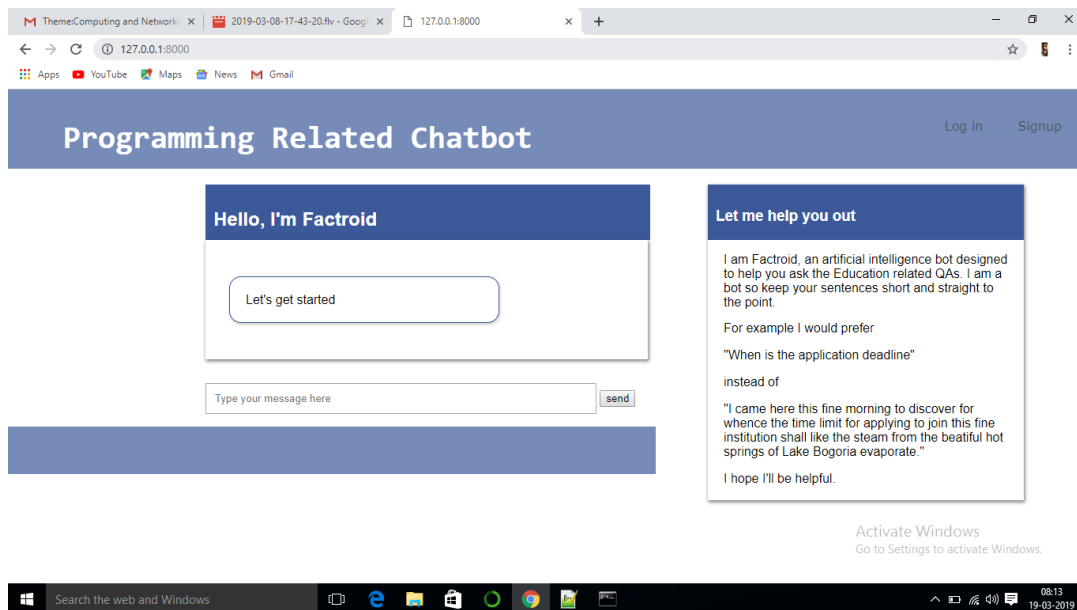 Theme:Computing and Network
2019-03-08-17-43-20.flv - Googl
127.0.0.1:8000
127.0.0.1:8000
Apps YouTube Maps News Gmail
Programming Related Chatbot
Log in Signup
Hello, I'm Factroid
Let's get started
Type your message here
send
Let me help you out
I am Factroid, an artificial intelligence bot designed
to help you ask the Education related QAs. I am a
bot so keep your sentences short and straight to
the point.
For example I would prefer
"When is the application deadline"
instead of
"I came here this fine morning to discover for
whence the time limit for applying to join this fine
institution shall like the steam from the beatiful hot
springs of Lake Bogoria evaporate."
I hope I'll be helpful.
Activate Windows
Go to Settings to activate Windows.
Search the web and Windows
08:13
19-03-2019